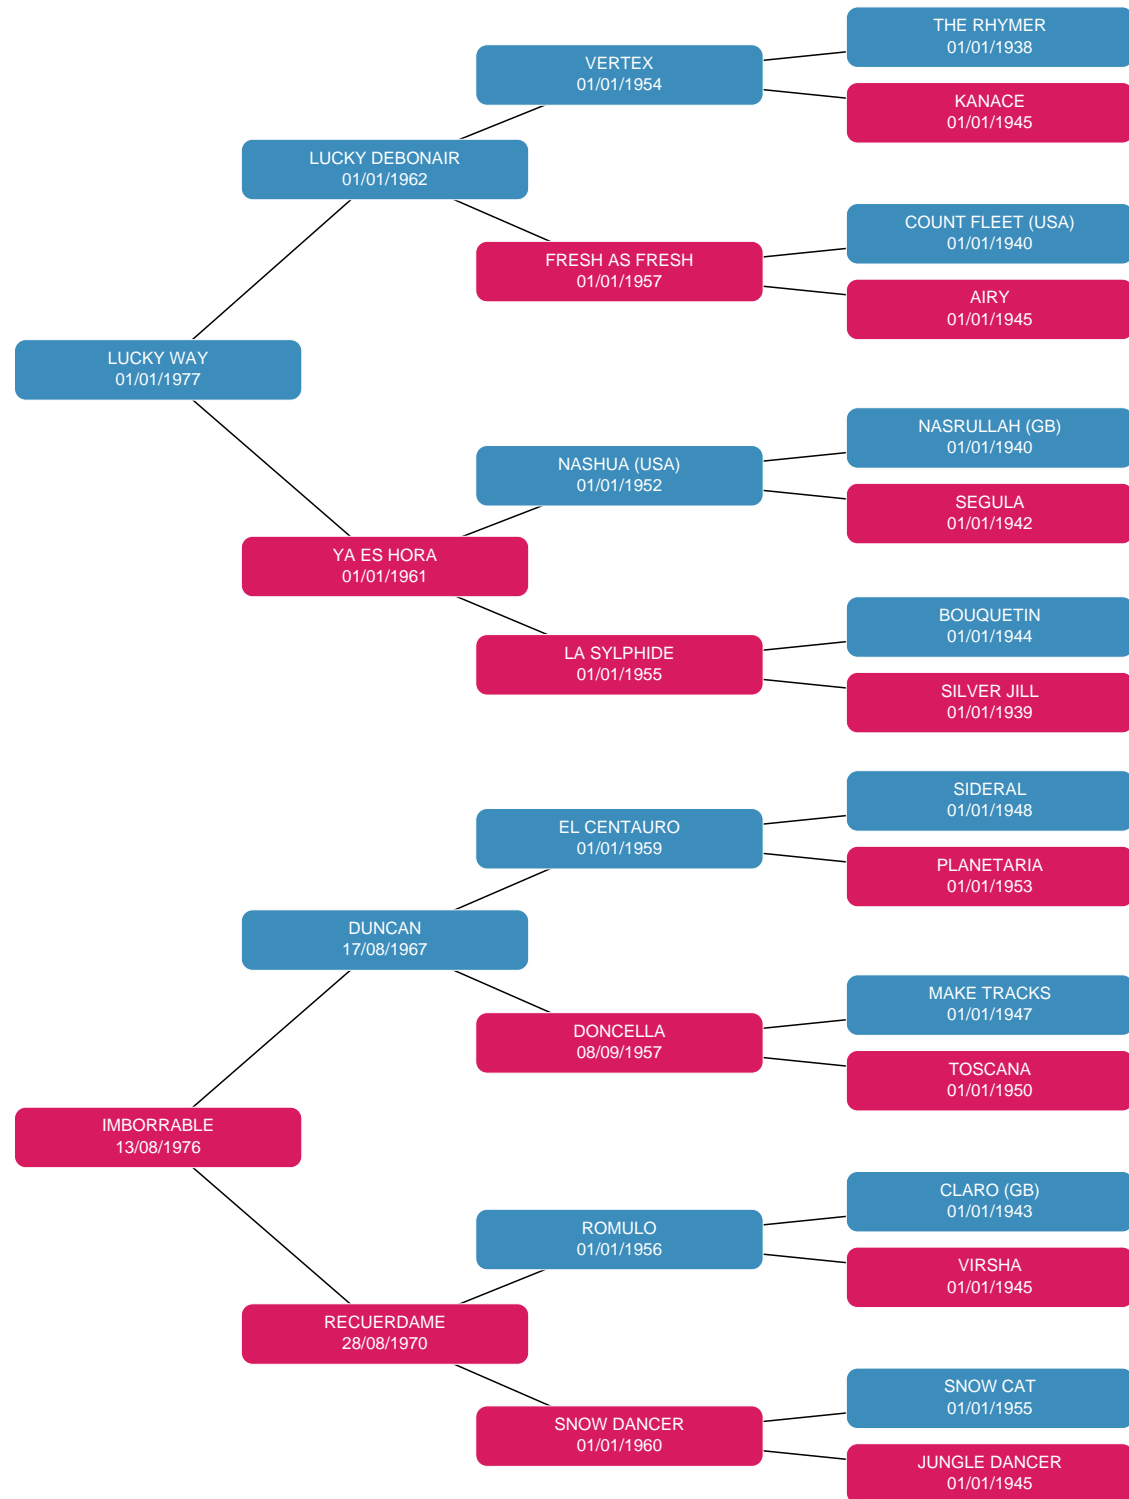 THE RHYMER
01/01/1938
VERTEX
01/01/1954
KANACE
01/01/1945
LUCKY DEBONAIR
01/01/1962
COUNT FLEET (USA)
01/01/1940
FRESH AS FRESH
01/01/1957
AIRY
01/01/1945
LUCKY WAY
01/01/1977
NASRULLAH (GB)
01/01/1940
NASHUA (USA)
01/01/1952
SEGULA
01/01/1942
YA ES HORA
01/01/1961
BOUQUETIN
01/01/1944
LA SYLPHIDE
01/01/1955
SILVER JILL
01/01/1939
SIDERAL
01/01/1948
EL CENTAURO
01/01/1959
PLANETARIA
01/01/1953
DUNCAN
17/08/1967
MAKE TRACKS
01/01/1947
DONCELLA
08/09/1957
TOSCANA
01/01/1950
IMBORRABLE
13/08/1976
CLARO (GB)
01/01/1943
ROMULO
01/01/1956
VIRSHA
01/01/1945
RECUERDAME
28/08/1970
SNOW CAT
01/01/1955
SNOW DANCER
01/01/1960
JUNGLE DANCER
01/01/1945